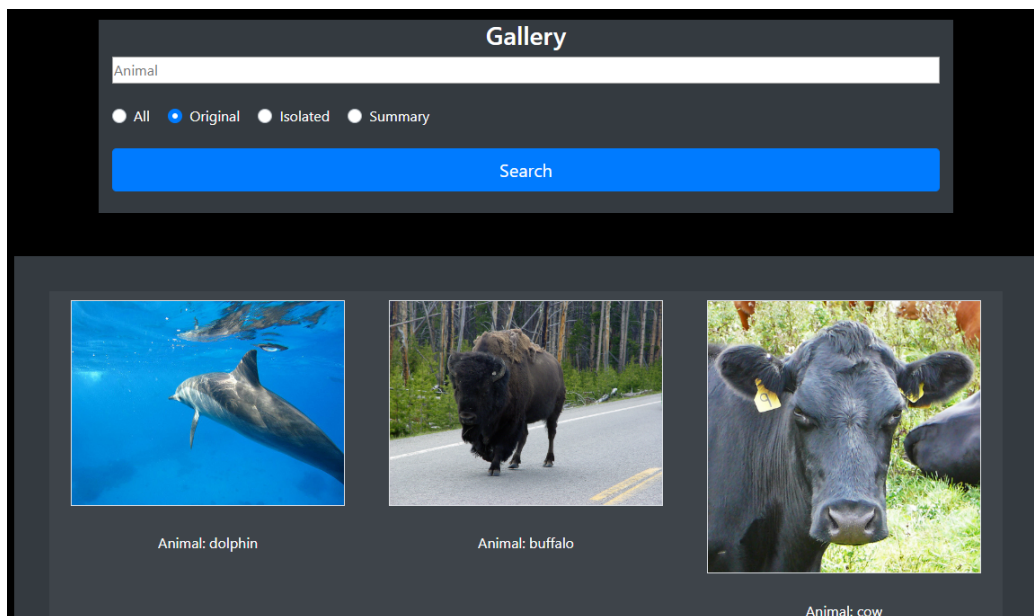 Gallery
Animal
All Original Isolated Summary
Search
Animal: dolphin
Animal: buffalo
Animal: cow